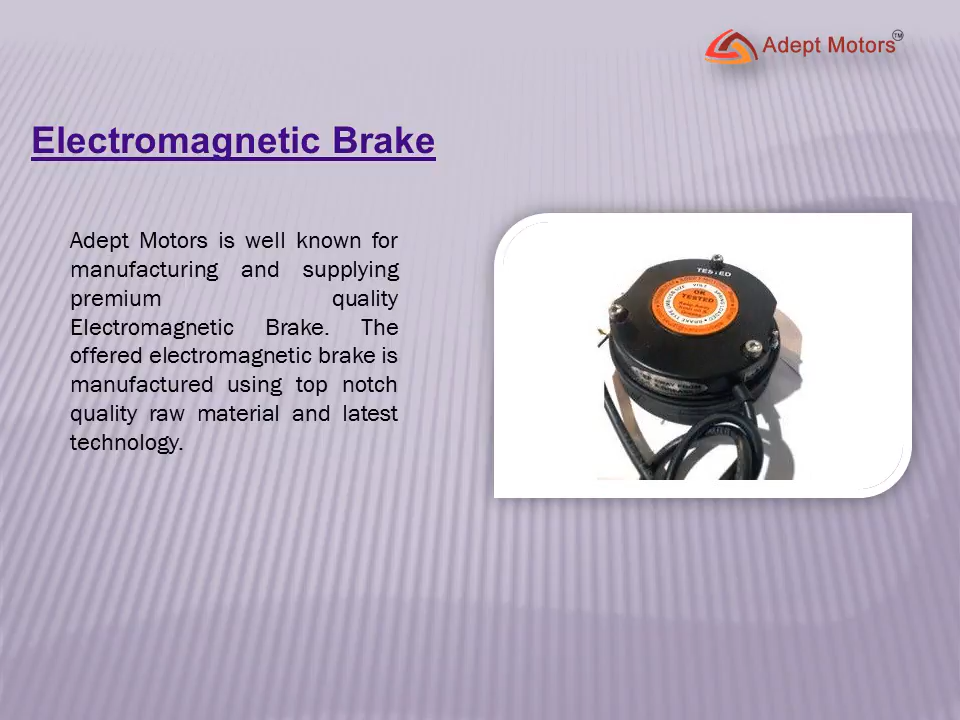 Adept Motors™
Electromagnetic Brake
Adept Motors is well known for
manufacturing and supplying
premium quality
Electromagnetic Brake. The
offered electromagnetic brake is
manufactured using top notch
quality raw material and latest
technology.
TESTED
OK
TESTED